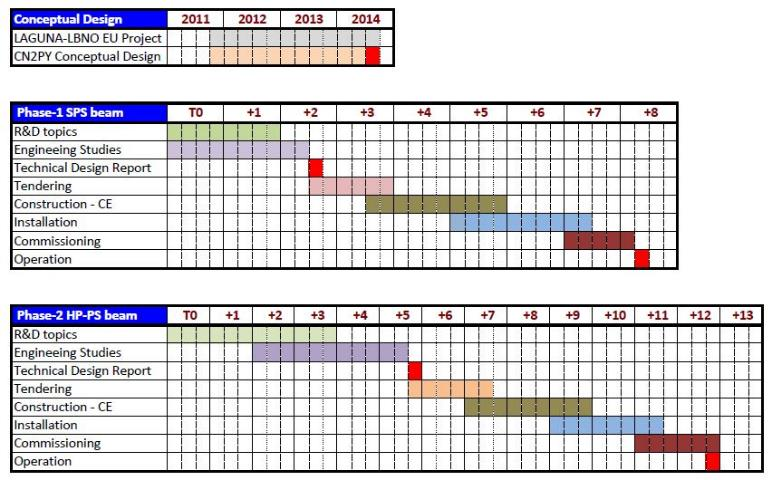 Conceptual Design 2011 2012 2013 2014
LAGUNA-LBNO EU Project
CN2PY Conceptual Design
Phase-1 SPS beam T0 +1 +2 +3 +4 +5 +6 +7 +8
R&D topics
Engineeing Studies
Technical Design Report
Tendering
Construction - CE
Installation
Commissioning
Operation
Phase-2 HP-PS beam T0 +1 +2 +3 +4 +5 +6 +7 +8 +9 +10 +11 +12 +13
R&D topics
Engineeing Studies
Technical Design Report
Tendering
Construction - CE
Installation
Commissioning
Operation